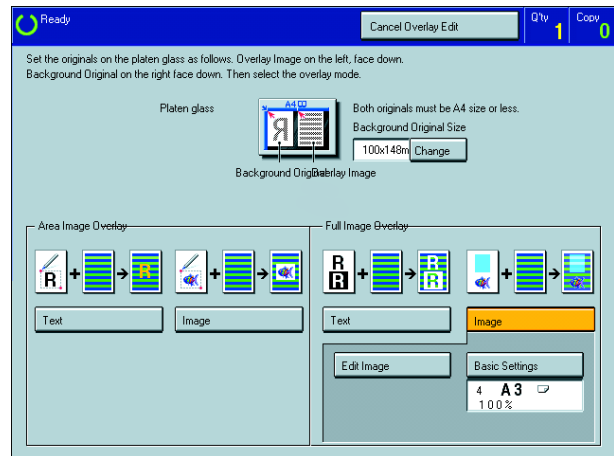 Ready
Cancel Overlay Edit
Q'ty
1
Copy
0
Set the originals on the platen glass as follows. Overlay Image on the left, face down.
Background Original on the right face down. Then select the overlay mode.
Platen glass
A4
R
Both originals must be A4 size or less.
Background Original Size
100x148m
Change
Background Original
Overlay Image
Area Image Overlay
Full Image Overlay
R + → R
+ →
R R + → R R
+ →
Text
Image
Text
Image
Edit Image
Basic Settings
4 A3
100%